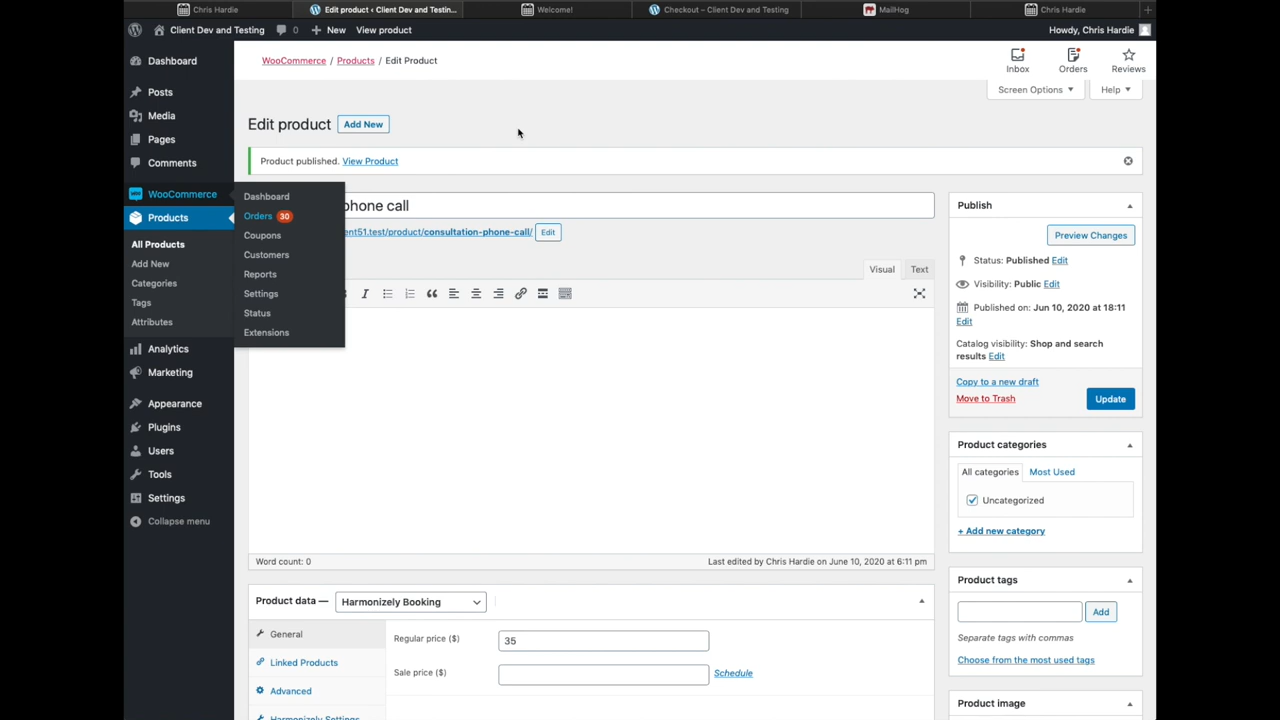 Chris Hardie
Edit product ‹ Client Dev and Testin...
Welcome!
Checkout – Client Dev and Testing
MailHog
Chris Hardie
Client Dev and Testing
0
New
View product
Howdy, Chris Hardie
Dashboard
Posts
Media
Pages
Comments
WooCommerce
Products
All Products
Add New
Categories
Tags
Attributes
Analytics
Marketing
Appearance
Plugins
Users
Tools
Settings
Collapse menu
Dashboard
Orders 30
Coupons
Customers
Reports
Settings
Status
Extensions
WooCommerce / Products / Edit Product
Inbox
Orders
Reviews
Screen Options
Help
Edit product
Add New
Product published. View Product
phone call
ent51.test/product/consultation-phone-call/
Edit
Visual
Text
Word count: 0
Last edited by Chris Hardie on June 10, 2020 at 6:11 pm
Product data —
Harmonizely Booking
General
Linked Products
Advanced
Harmonizely Settings
Regular price ($)
35
Sale price ($)
Schedule
Publish
Preview Changes
Status: Published Edit
Visibility: Public Edit
Published on: Jun 10, 2020 at 18:11
Edit
Catalog visibility: Shop and search
results Edit
Copy to a new draft
Move to Trash
Update
Product categories
All categories
Most Used
Uncategorized
+ Add new category
Product tags
Add
Separate tags with commas
Choose from the most used tags
Product image